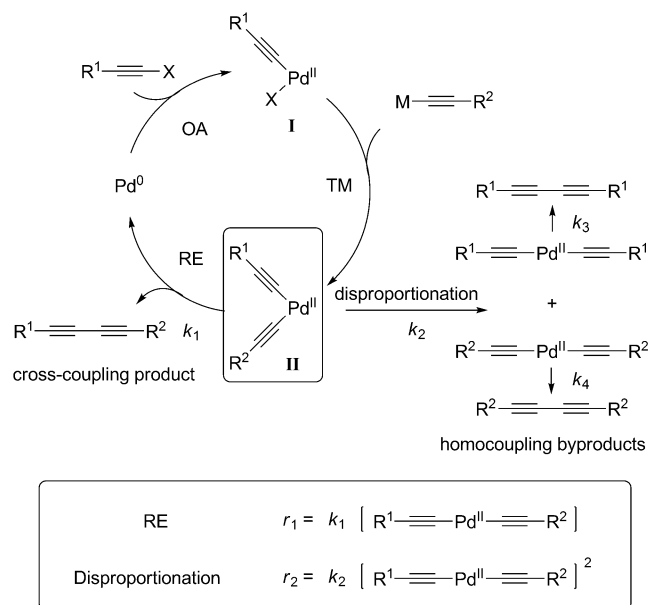 R¹
R¹ X
Pdᴵᴵ
X
M R²
OA
I
Pd⁰
TM
R¹ R¹
k₃
RE
R¹
R¹ Pdᴵᴵ R¹
Pdᴵᴵ
disproportionation
+
R¹ R²
k₁
k₂
R²
II
R² Pdᴵᴵ R²
cross-coupling product
k₄
R² R²
homocoupling byproducts
RE r₁ = k₁ [ R¹ Pdᴵᴵ R² ]
Disproportionation r₂ = k₂ [ R¹ Pdᴵᴵ R² ]²